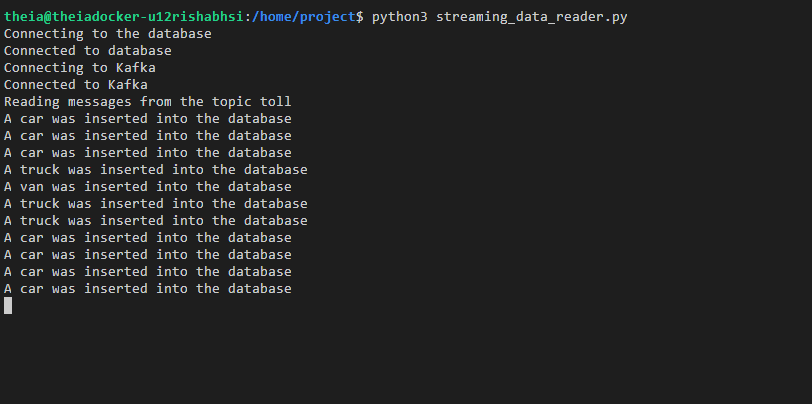 theia@theiadocker-u12rishabhsi:/home/project$ python3 streaming_data_reader.py
Connecting to the database
Connected to database
Connecting to Kafka
Connected to Kafka
Reading messages from the topic toll
A car was inserted into the database
A car was inserted into the database
A car was inserted into the database
A truck was inserted into the database
A van was inserted into the database
A truck was inserted into the database
A truck was inserted into the database
A car was inserted into the database
A car was inserted into the database
A car was inserted into the database
A car was inserted into the database